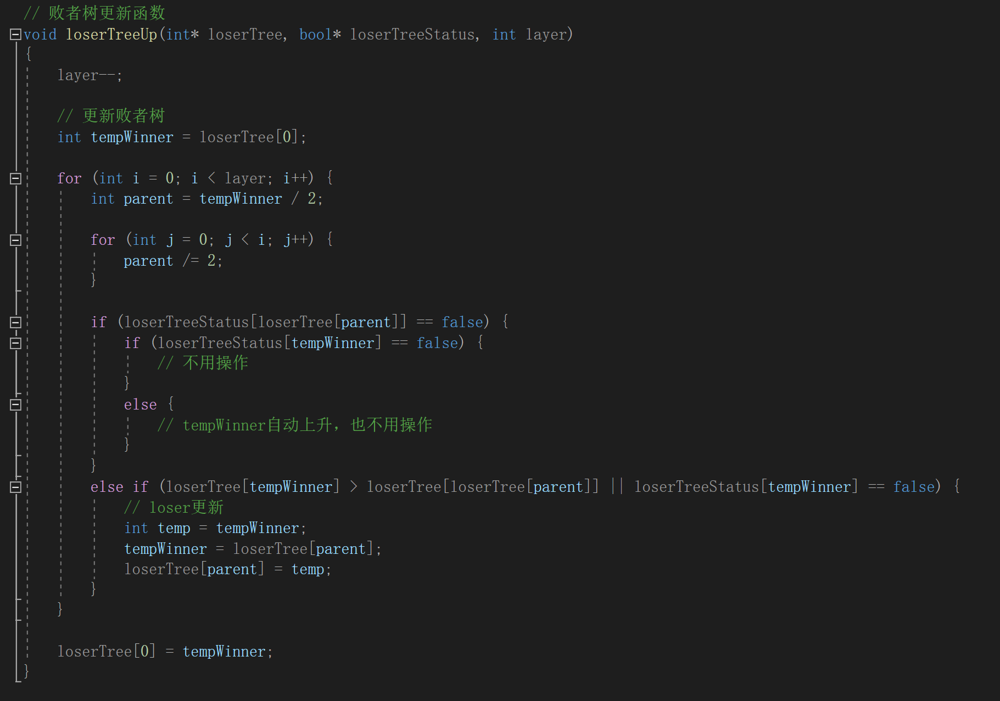 // 败者树更新函数
void loserTreeUp(int* loserTree, bool* loserTreeStatus, int layer)
{
layer--;
// 更新败者树
int tempWinner = loserTree[0];
for (int i = 0; i < layer; i++) {
int parent = tempWinner / 2;
for (int j = 0; j < i; j++) {
parent /= 2;
}
if (loserTreeStatus[loserTree[parent]] == false) {
if (loserTreeStatus[tempWinner] == false) {
// 不用操作
}
else {
// tempWinner自动上升，也不用操作
}
}
else if (loserTree[tempWinner] > loserTree[loserTree[parent]] || loserTreeStatus[tempWinner] == false) {
// loser更新
int temp = tempWinner;
tempWinner = loserTree[parent];
loserTree[parent] = temp;
}
}
loserTree[0] = tempWinner;
}